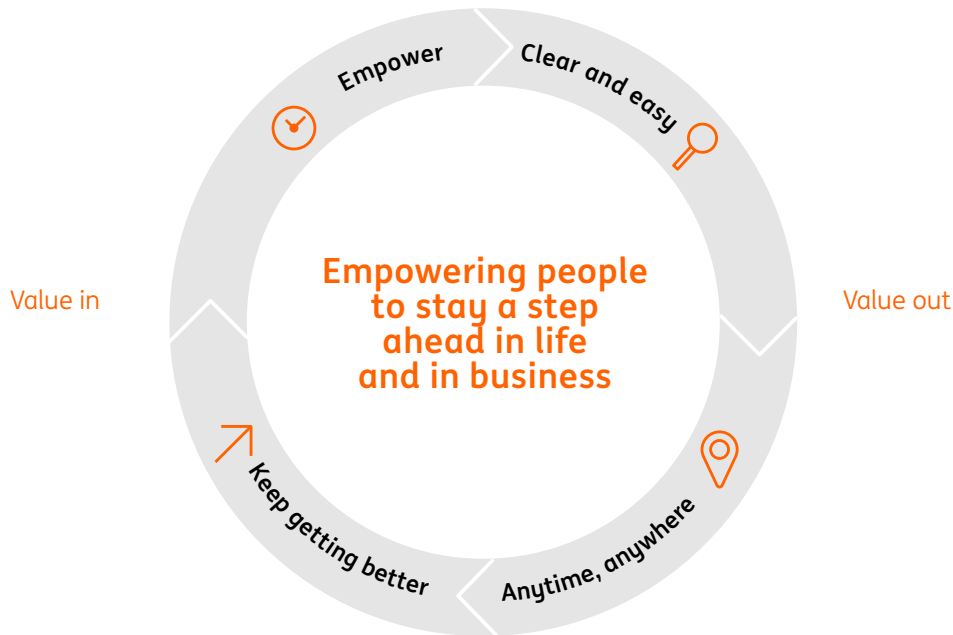 Empower
Clear and easy
Value in
Empowering people
to stay a step
ahead in life
and in business
Value out
Keep getting better
Anytime, anywhere